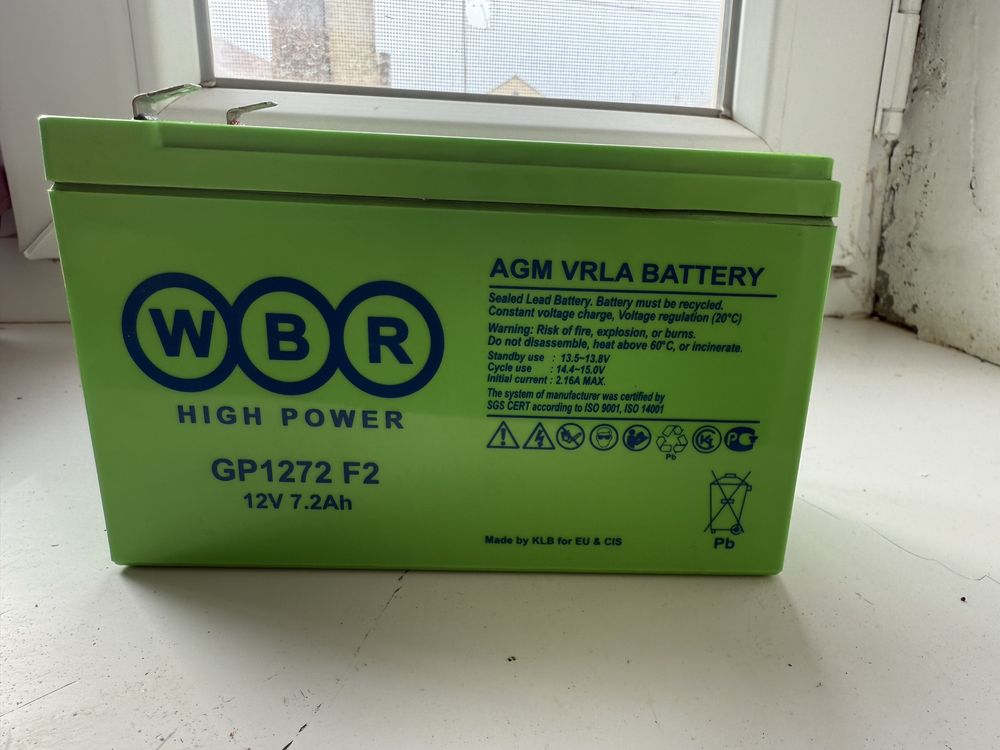 WBR
HIGH POWER
GP1272 F2
12V 7.2Ah
AGM VRLA BATTERY
Sealed Lead Battery. Battery must be recycled.
Constant voltage charge, Voltage regulation (20°C)
Warning: Risk of fire, explosion, or burns.
Do not disassemble, heat above 60°C, or incinerate.
Standby use : 13.5~13.8V
Cycle use : 14.4~15.0V
Initial current : 2.16A MAX.
The system of manufacturer was certified by
SGS CERT according to ISO 9001, ISO 14001
Pb
Pb
Made by KLB for EU & CIS